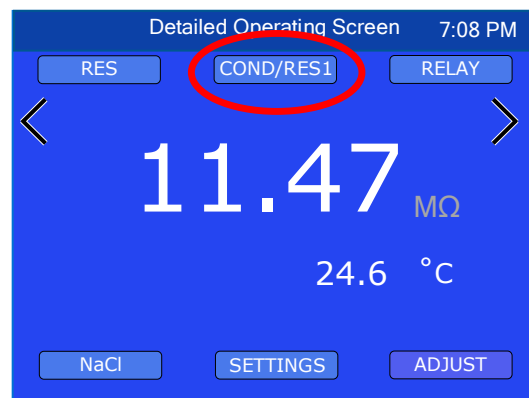 Detailed Operating Screen 7:08 PM
RES COND/RES1 RELAY
11.47 MΩ
24.6 °C
NaCl SETTINGS ADJUST